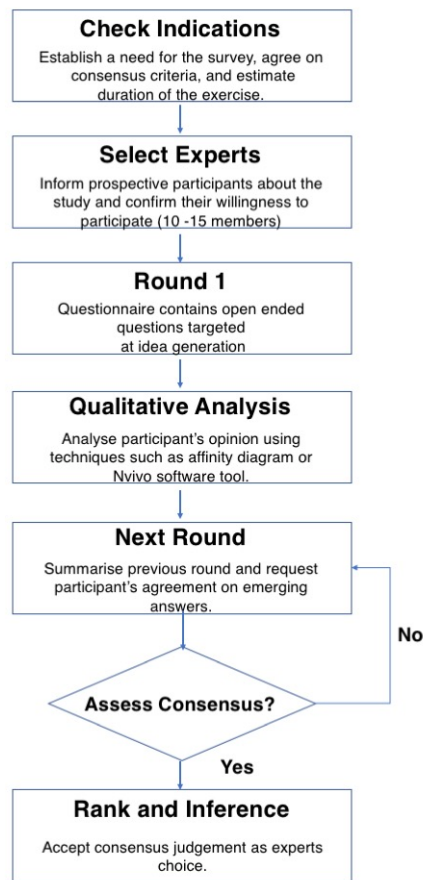 Check Indications
Establish a need for the survey, agree on
consensus criteria, and estimate
duration of the exercise.
Select Experts
Inform prospective participants about the
study and confirm their willingness to
participate (10 -15 members)
Round 1
Questionnaire contains open ended
questions targeted
at idea generation
Qualitative Analysis
Analyse participant's opinion using
techniques such as affinity diagram or
Nvivo software tool.
Next Round
Summarise previous round and request
participant's agreement on emerging
answers.
No
Assess Consensus?
Yes
Rank and Inference
Accept consensus judgement as experts
choice.